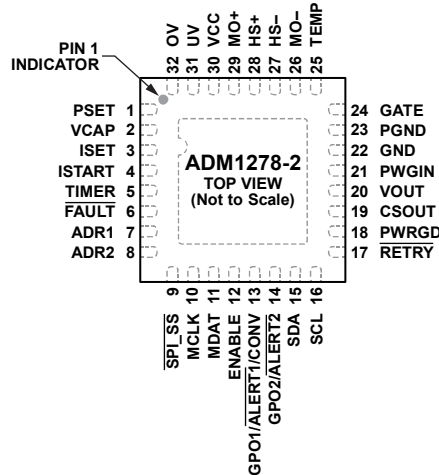 PIN 1
INDICATOR
32 OV
31 UV
30 VCC
29 MO+
28 HS+
27 HS–
26 MO–
25 TEMP
PSET 1
VCAP 2
ISET 3
ISTART 4
TIMER 5
FAULT 6
ADR1 7
ADR2 8
ADM1278-2
TOP VIEW
(Not to Scale)
24 GATE
23 PGND
22 GND
21 PWGIN
20 VOUT
19 CSOUT
18 PWRGD
17 RETRY
SPI_SS 9
MCLK 10
MDAT 11
ENABLE 12
GPO1/ALERT1/CONV 13
GPO2/ALERT2 14
SDA 15
SCL 16